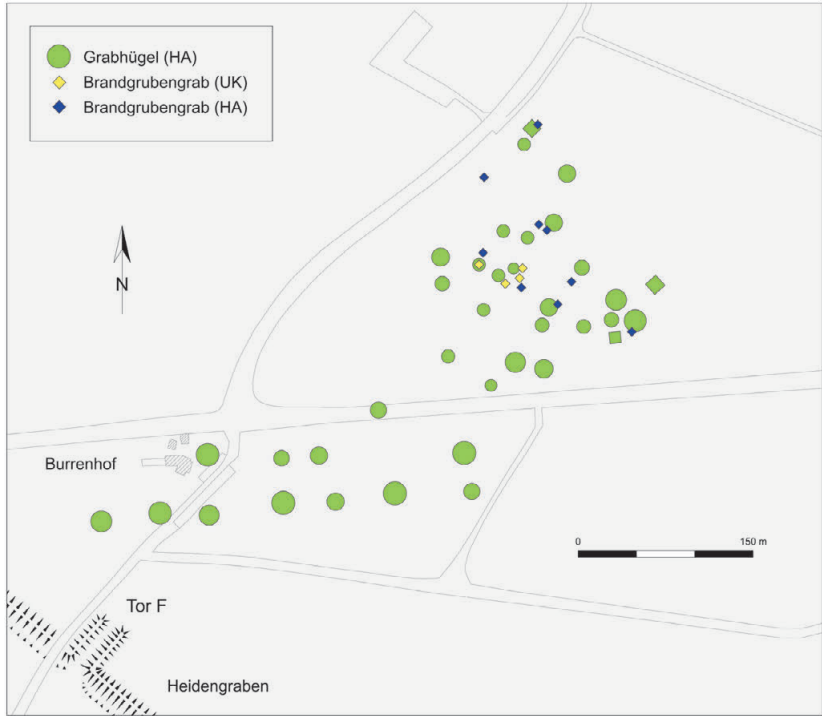 Grabhügel (HA)
Brandgrubengrab (UK)
Brandgrubengrab (HA)
N
Burrenhof
0 150 m
Tor F
Heidengraben